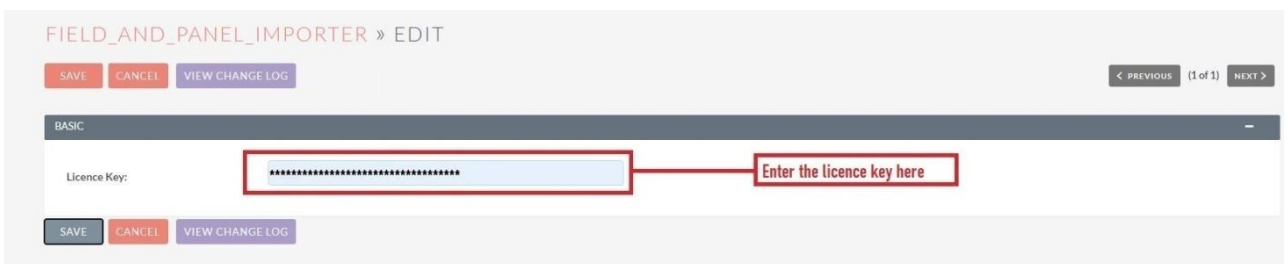 FIELD_AND_PANEL_IMPORTER » EDIT
SAVE CANCEL VIEW CHANGE LOG < PREVIOUS (1 of 1) NEXT >
BASIC −
Licence Key: *********************************** Enter the licence key here
SAVE CANCEL VIEW CHANGE LOG